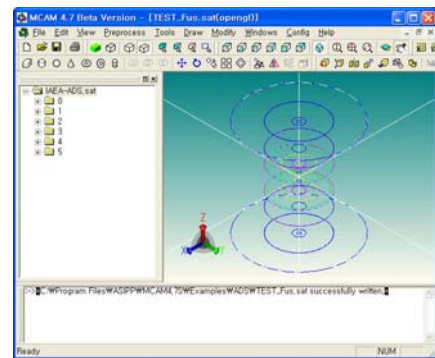 MCAM 4.7 Beta Version - [TEST_Fus.sat(opengl)]
File Edit View Preprocess Tools Draw Modify Windows Config Help
IAEA-ADS.sat
0
1
2
3
4
5
Z
X
Y
>> C:₩Program Files₩ASIPP₩MCAM4.7S₩Examples₩ADS₩TEST_Fus.sat successfully written.
Ready
NUM